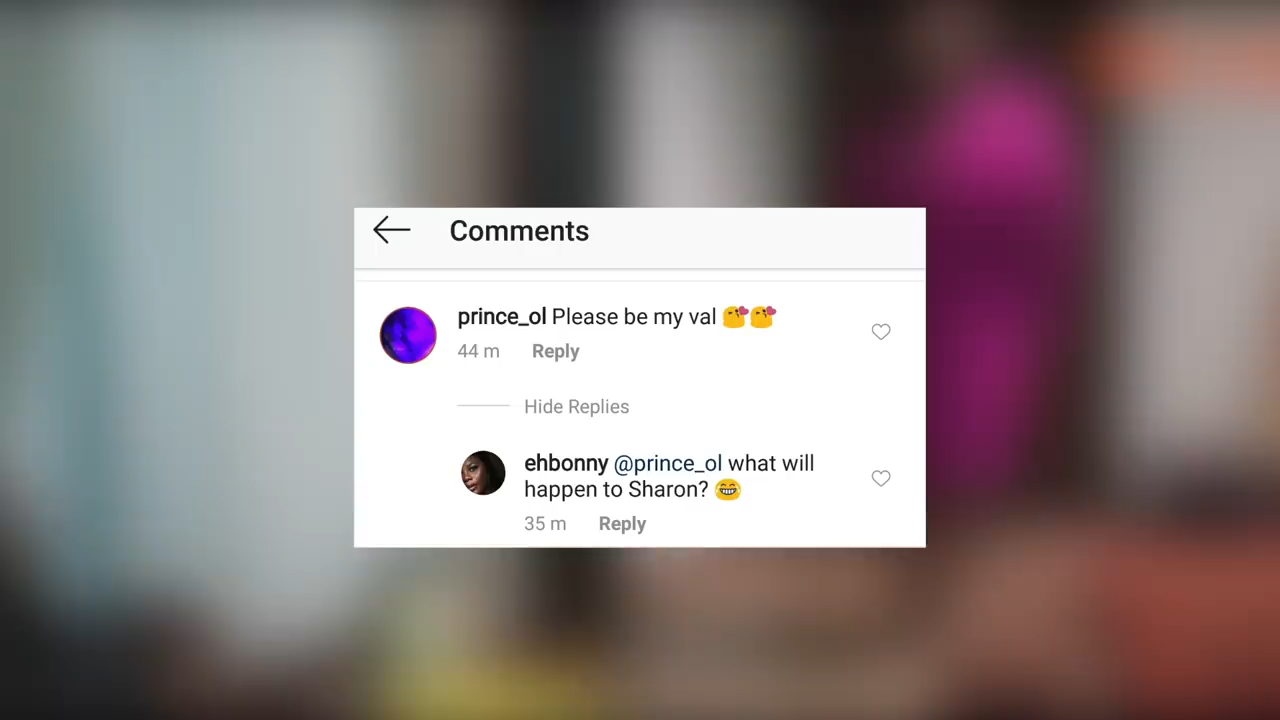 Comments
prince_ol Please be my val 😘😘
44 m Reply
Hide Replies
ehbonny @prince_ol what will
happen to Sharon? 😂
35 m Reply